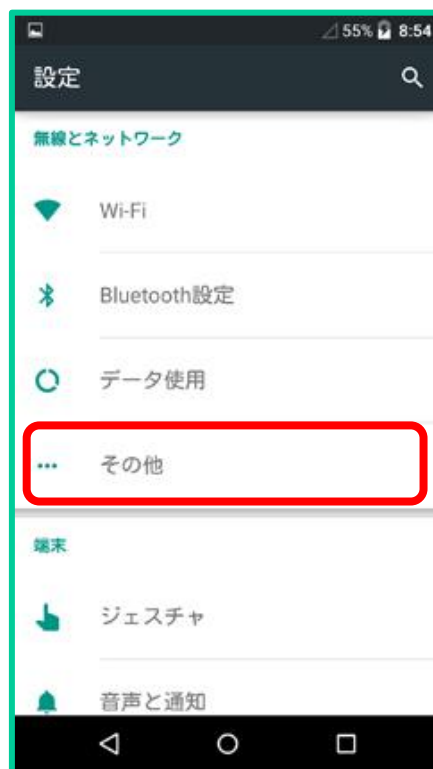 55% 8:54
設定
無線とネットワーク
Wi-Fi
Bluetooth設定
データ使用
その他
端末
ジェスチャ
音声と通知